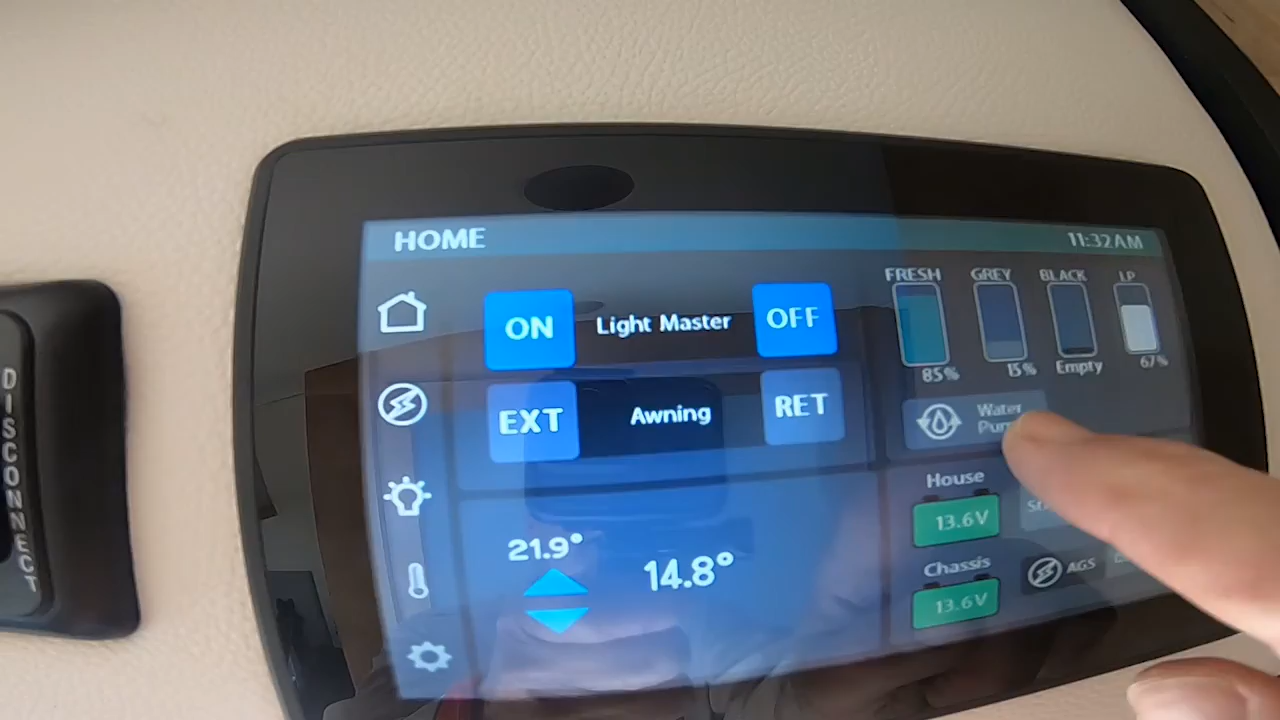 HOME
11:32AM
ON
Light Master
OFF
EXT
Awning
RET
21.9°
14.8°
FRESH
GREY
BLACK
LP
85%
15%
Empty
67%
Water
House
13.6V
Chassis
13.6V
AGS
DISCONNECT